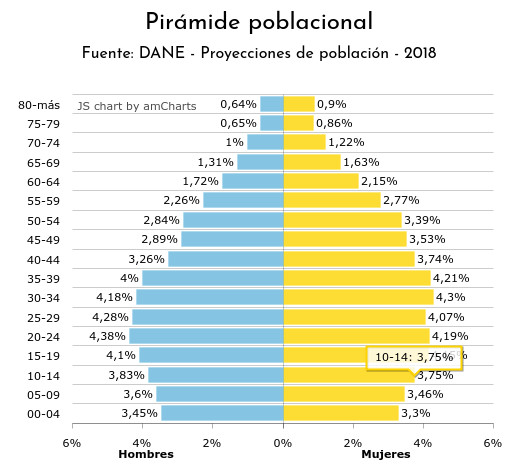 Pirámide poblacional
Fuente: DANE - Proyecciones de población - 2018
JS chart by amCharts
80-más 0,64% 0,9%
75-79 0,65% 0,86%
70-74 1% 1,22%
65-69 1,31% 1,63%
60-64 1,72% 2,15%
55-59 2,26% 2,77%
50-54 2,84% 3,39%
45-49 2,89% 3,53%
40-44 3,26% 3,74%
35-39 4% 4,21%
30-34 4,18% 4,3%
25-29 4,28% 4,07%
20-24 4,38% 4,19%
15-19 4,1%
10-14: 3,75%
10-14 3,83% 3,75%
05-09 3,6% 3,46%
00-04 3,45% 3,3%
6% 4% 2% 0% 2% 4% 6%
Hombres Mujeres